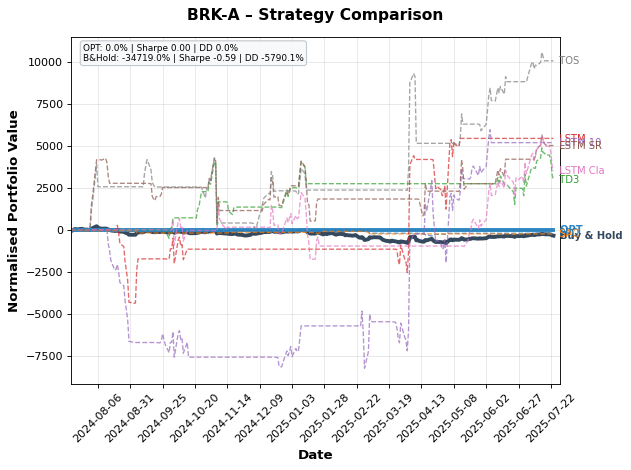 BRK-A – Strategy Comparison
OPT: 0.0% | Sharpe 0.00 | DD 0.0%
B&Hold: -34719.0% | Sharpe -0.59 | DD -5790.1%
Normalised Portfolio Value
10000
7500
5000
2500
0
−2500
−5000
−7500
TOS
LSTM
LSTM 10
LSTM SR
LSTM Cla
TD3
OPT
Buy & Hold
2024-08-06
2024-08-31
2024-09-25
2024-10-20
2024-11-14
2024-12-09
2025-01-03
2025-01-28
2025-02-22
2025-03-19
2025-04-13
2025-05-08
2025-06-02
2025-06-27
2025-07-22
Date